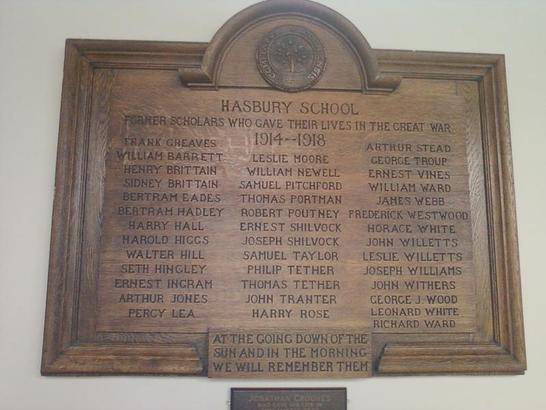 HASBURY SCHOOL
FORMER SCHOLARS WHO GAVE THEIR LIVES IN THE GREAT WAR
1914--1918
FRANK GREAVES
WILLIAM BARRETT
HENRY BRITTAIN
SIDNEY BRITTAIN
BERTRAM EADES
BERTRAM HADLEY
HARRY HALL
HAROLD HIGGS
WALTER HILL
SETH HINGLEY
ERNEST INGRAM
ARTHUR JONES
PERCY LEA
LESLIE MOORE
WILLIAM NEWELL
SAMUEL PITCHFORD
THOMAS PORTMAN
ROBERT POUTNEY
ERNEST SHILVOCK
JOSEPH SHILVOCK
SAMUEL TAYLOR
PHILIP TETHER
THOMAS TETHER
JOHN TRANTER
HARRY ROSE
ARTHUR STEAD
GEORGE TROUP
ERNEST VINES
WILLIAM WARD
JAMES WEBB
FREDERICK WESTWOOD
HORACE WHITE
JOHN WILLETTS
LESLIE WILLETTS
JOSEPH WILLIAMS
JOHN WITHERS
GEORGE J. WOOD
LEONARD WHITE
RICHARD WARD
AT THE GOING DOWN OF THE
SUN AND IN THE MORNING
WE WILL REMEMBER THEM
JONATHAN CROOKES